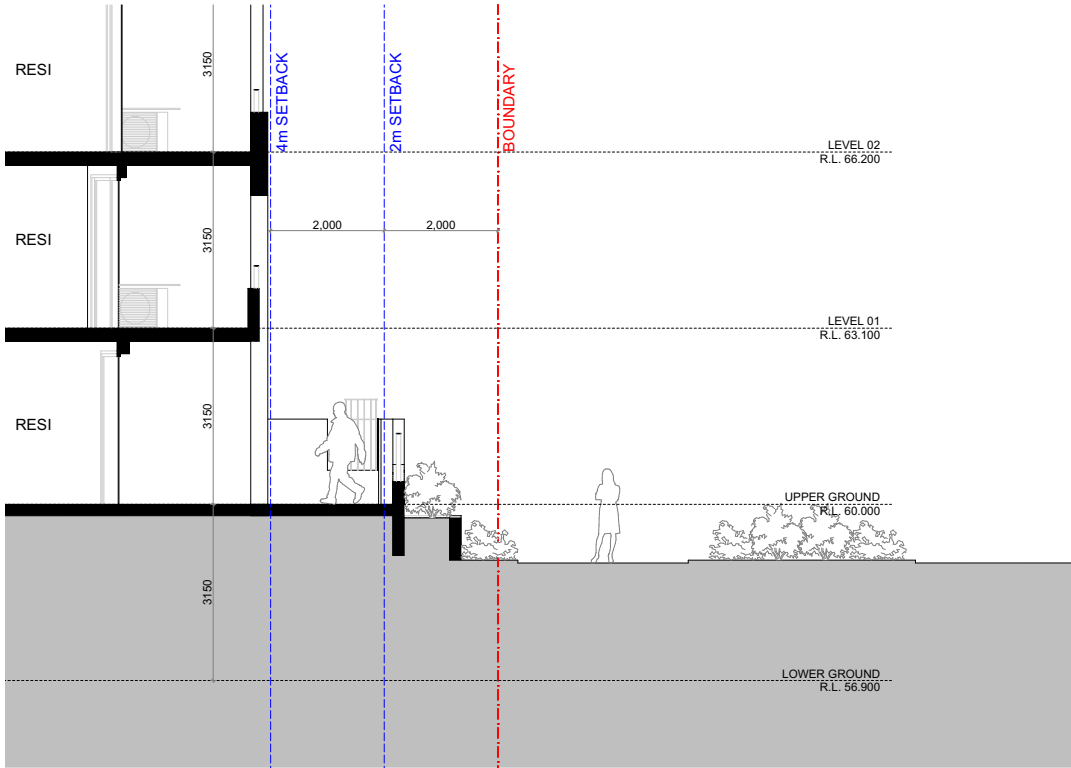 3150
RESI
4m SETBACK
2m SETBACK
BOUNDARY
LEVEL 02
R.L. 66.200
2,000
2,000
RESI
3150
LEVEL 01
R.L. 63.100
3150
RESI
UPPER GROUND
R.L. 60.000
3150
LOWER GROUND
R.L. 56.900